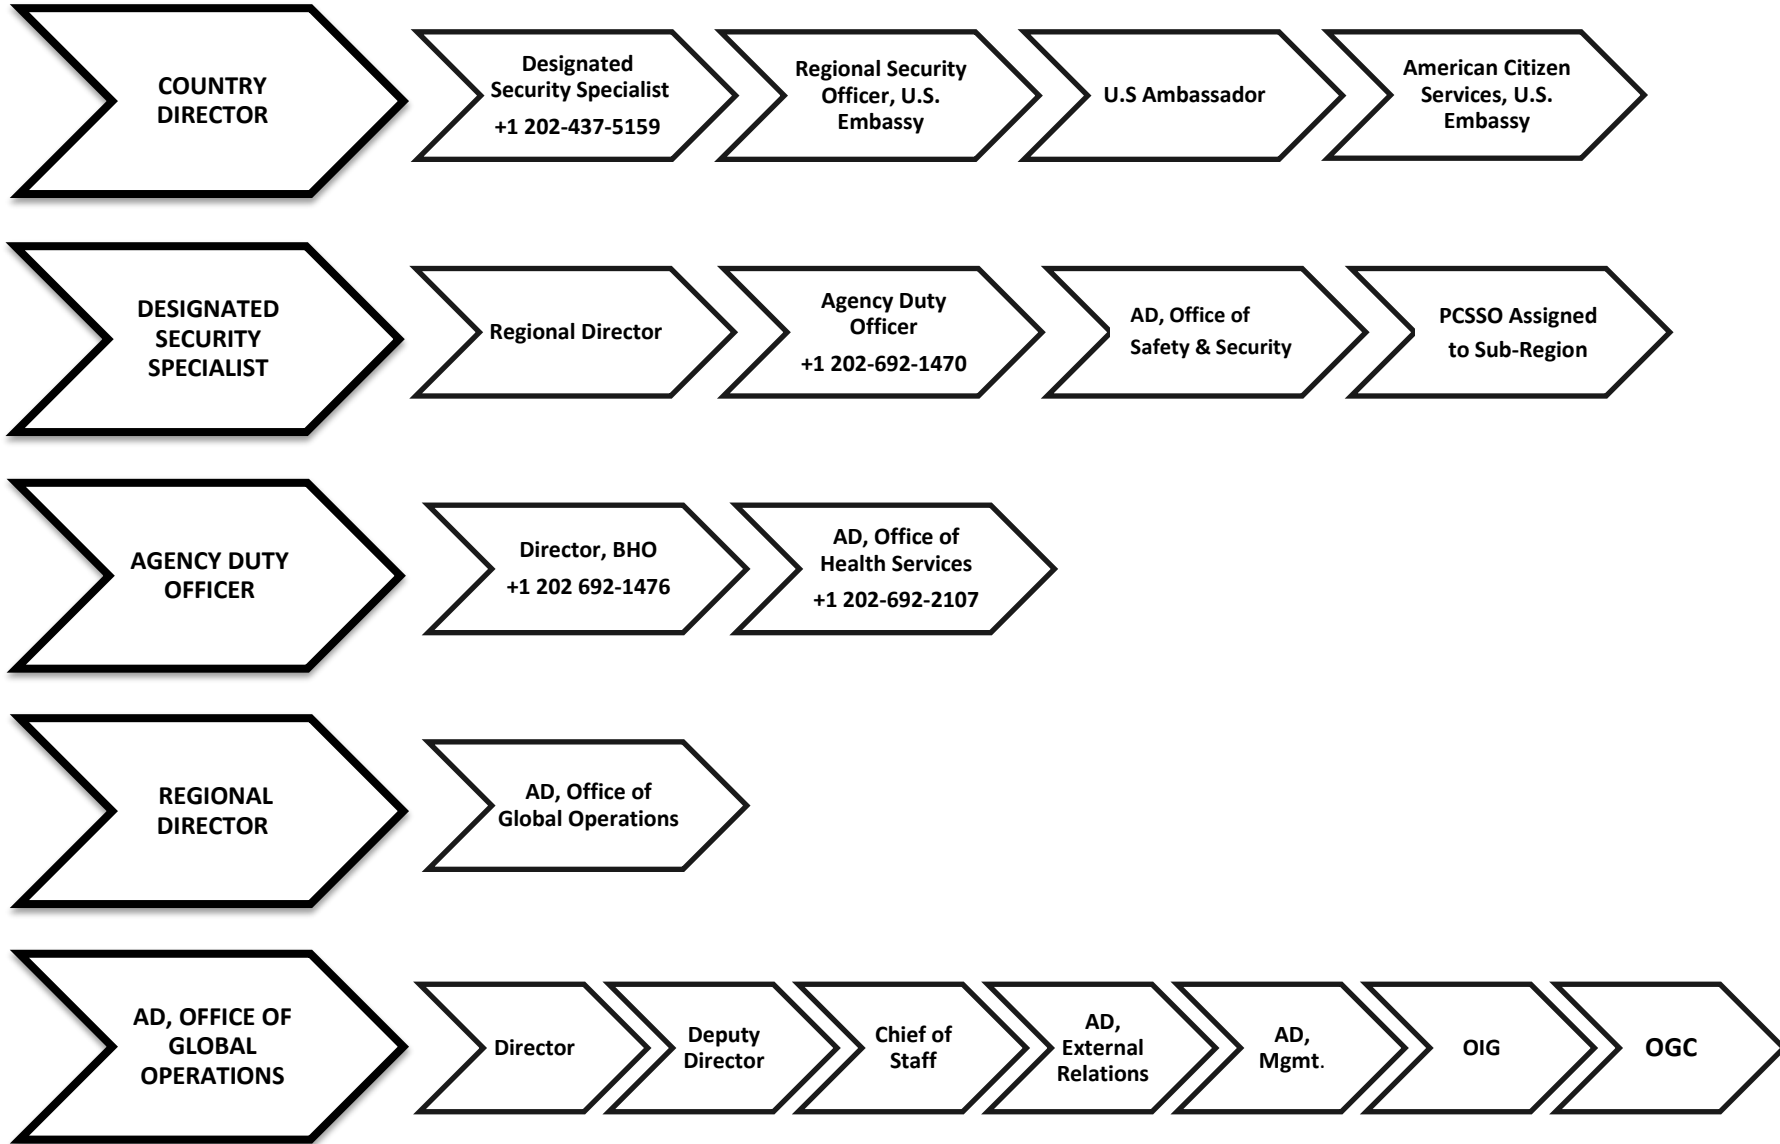 COUNTRY
DIRECTOR
Designated
Security Specialist
+1 202-437-5159
Regional Security
Officer, U.S.
Embassy
U.S Ambassador
American Citizen
Services, U.S.
Embassy
DESIGNATED
SECURITY
SPECIALIST
Regional Director
Agency Duty
Officer
+1 202-692-1470
AD, Office of
Safety & Security
PCSSO Assigned
to Sub-Region
AGENCY DUTY
OFFICER
Director, BHO
+1 202 692-1476
AD, Office of
Health Services
+1 202-692-2107
REGIONAL
DIRECTOR
AD, Office of
Global Operations
AD, OFFICE OF
GLOBAL
OPERATIONS
Director
Deputy
Director
Chief of
Staff
AD,
External
Relations
AD,
Mgmt.
OIG
OGC